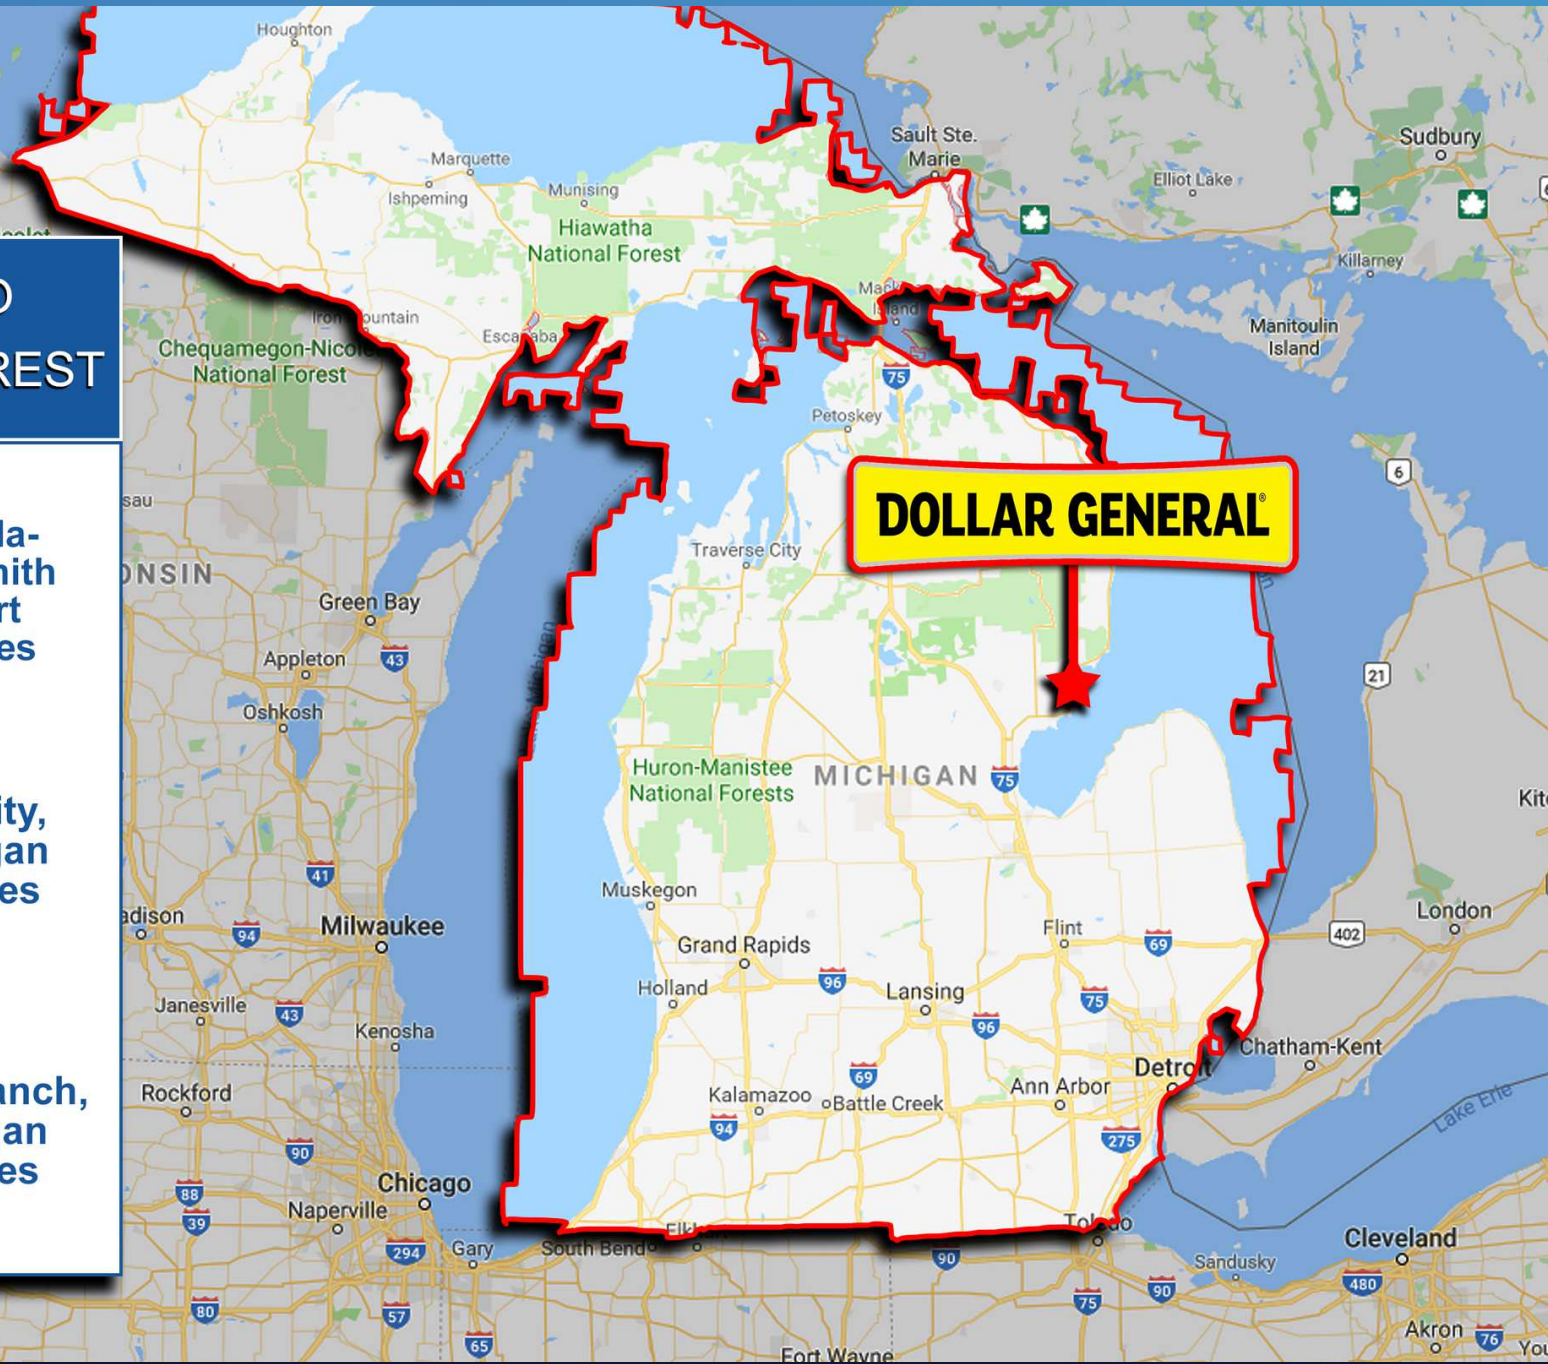 Houghton
Sault Ste.
Marie
Sudbury
Elliot Lake
Marquette
Ishpeming
Munising
Hiawatha
National Forest
Killarney
Manitoulin
Island
Island
Escanaba
Chequamegon-Nicolet
National Forest
75
Petoskey
6
DOLLAR GENERAL®
Traverse City
Green Bay
Appleton
43
Oshkosh
21
Huron-Manistee
National Forests
MICHIGAN
75
41
Muskegon
94
Milwaukee
Grand Rapids
Flint
69
London
402
Holland
96
Lansing
75
96
Janesville
43
Kenosha
Chatham-Kent
Detroit
69
Ann Arbor
Rockford
Kalamazoo
Battle Creek
94
275
Lake Erie
90
Chicago
88
39
Naperville
294
Gary
South Bend
Toledo
90
Cleveland
Sandusky
480
75
90
80
57
65
Fort Wayne
Akron
76
REST